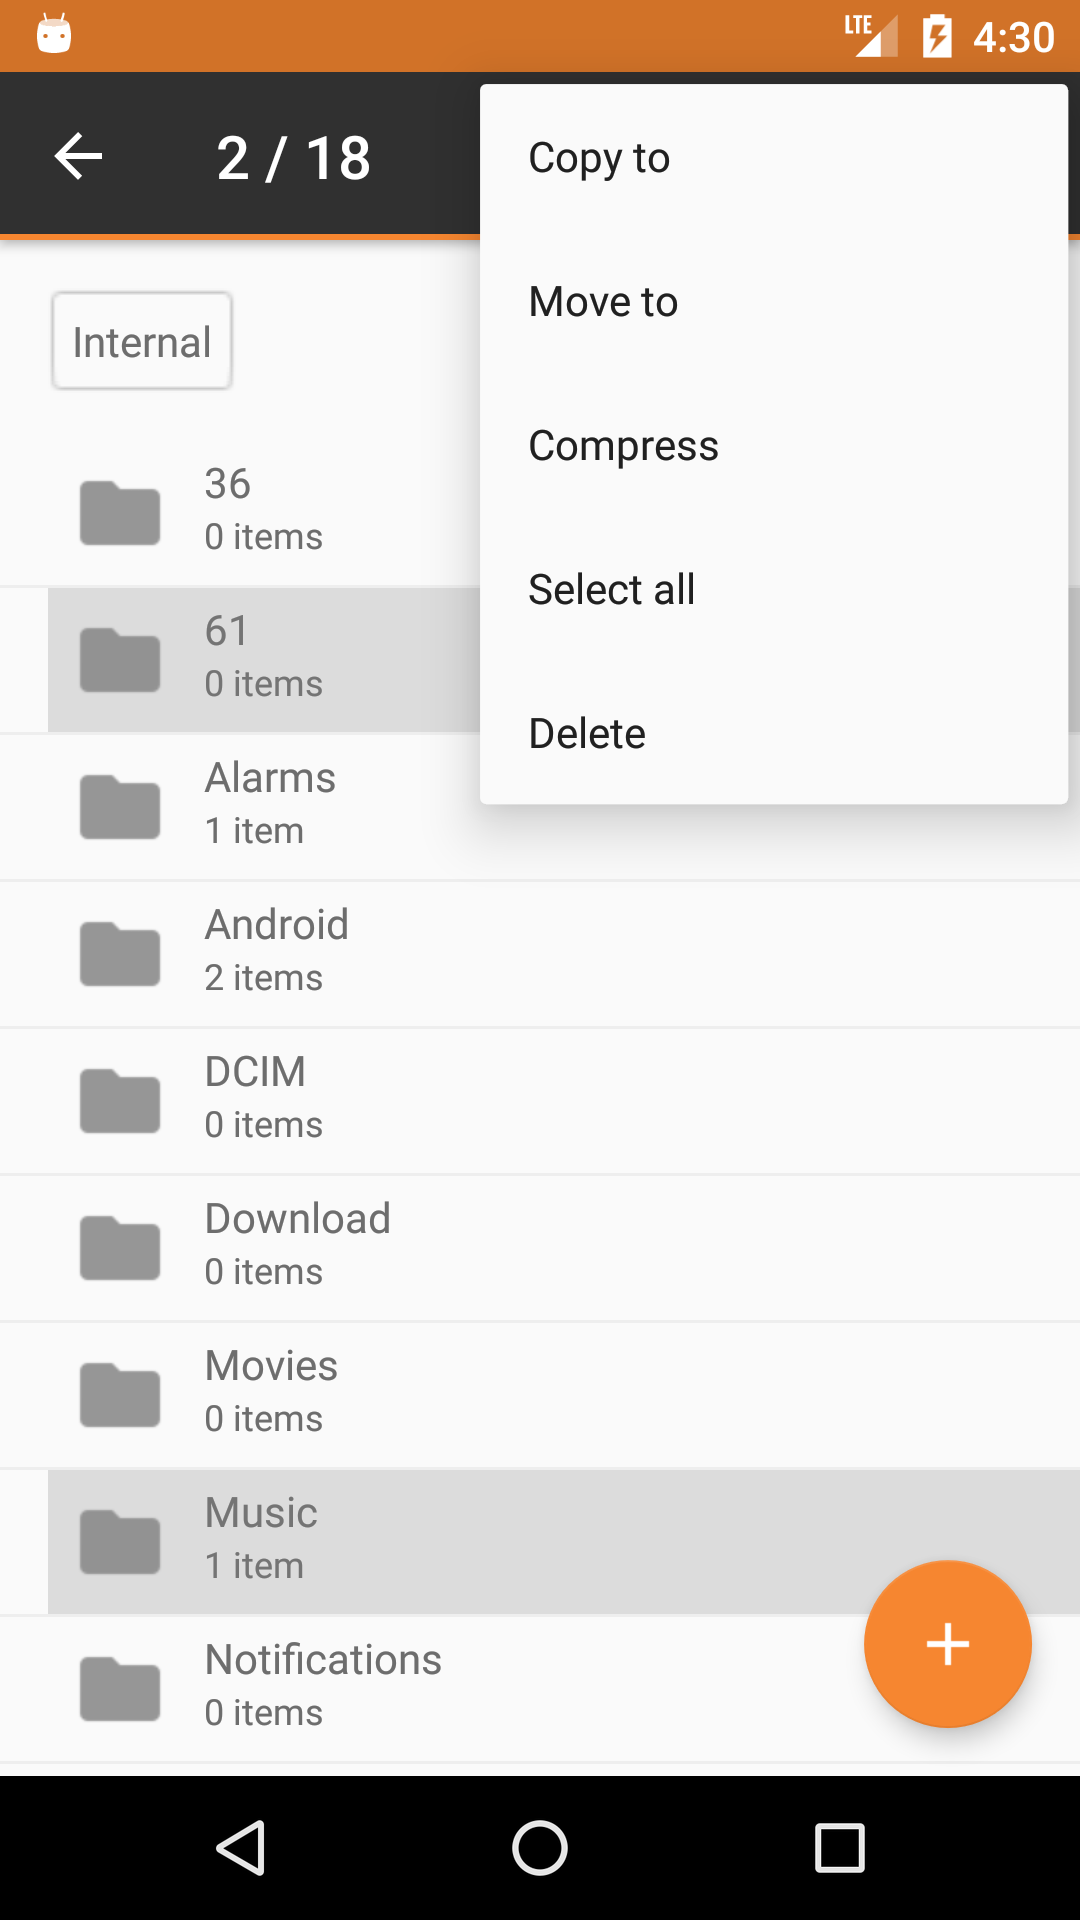 LTE 4:30
2 / 18
Copy to
Move to
Compress
Select all
Delete
Internal
36
0 items
61
0 items
Alarms
1 item
Android
2 items
DCIM
0 items
Download
0 items
Movies
0 items
Music
1 item
Notifications
0 items